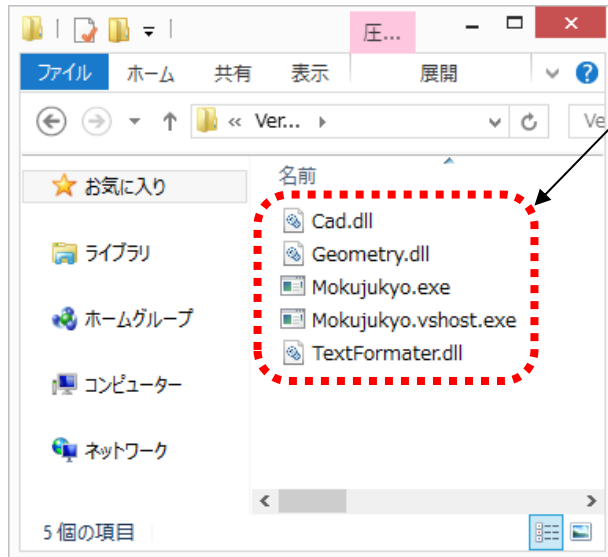 圧...
ファイル ホーム 共有 表示 展開
« Ver... Ve
お気に入り
ライブラリ
ホームグループ
コンピューター
ネットワーク
名前
Cad.dll
Geometry.dll
Mokujukyo.exe
Mokujukyo.vshost.exe
TextFormater.dll
5 個の項目